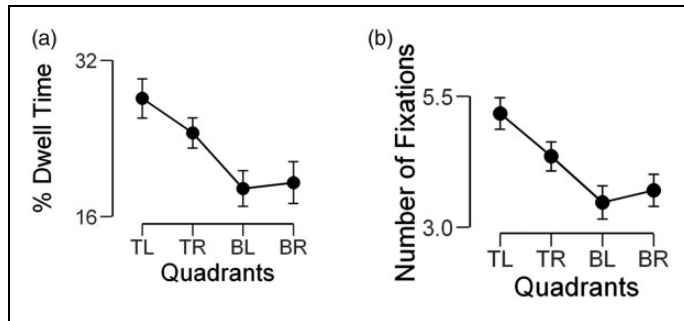 (a)
% Dwell Time
32
16
TL TR BL BR
Quadrants
(b)
Number of Fixations
5.5
3.0
TL TR BL BR
Quadrants